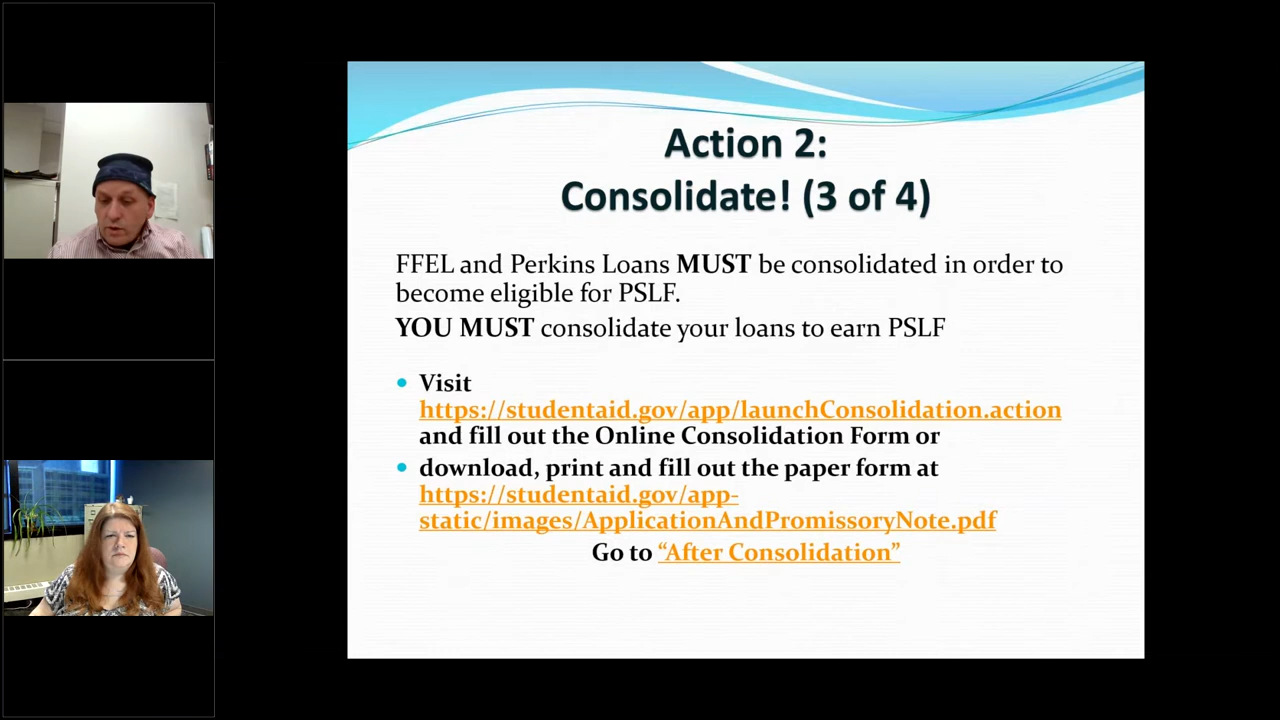 Action 2:
Consolidate! (3 of 4)
FFEL and Perkins Loans MUST be consolidated in order to
become eligible for PSLF.
YOU MUST consolidate your loans to earn PSLF
• Visit
https://studentaid.gov/app/launchConsolidation.action
and fill out the Online Consolidation Form or
• download, print and fill out the paper form at
https://studentaid.gov/app-
static/images/ApplicationAndPromissoryNote.pdf
Go to “After Consolidation”